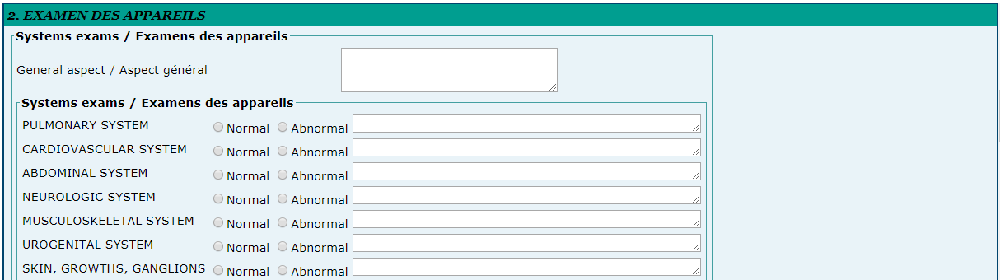 2. EXAMEN DES APPAREILS
Systems exams / Examens des appareils
General aspect / Aspect général
Systems exams / Examens des appareils
PULMONARY SYSTEM Normal Abnormal
CARDIOVASCULAR SYSTEM Normal Abnormal
ABDOMINAL SYSTEM Normal Abnormal
NEUROLOGIC SYSTEM Normal Abnormal
MUSCULOSKELETAL SYSTEM Normal Abnormal
UROGENITAL SYSTEM Normal Abnormal
SKIN, GROWTHS, GANGLIONS Normal Abnormal